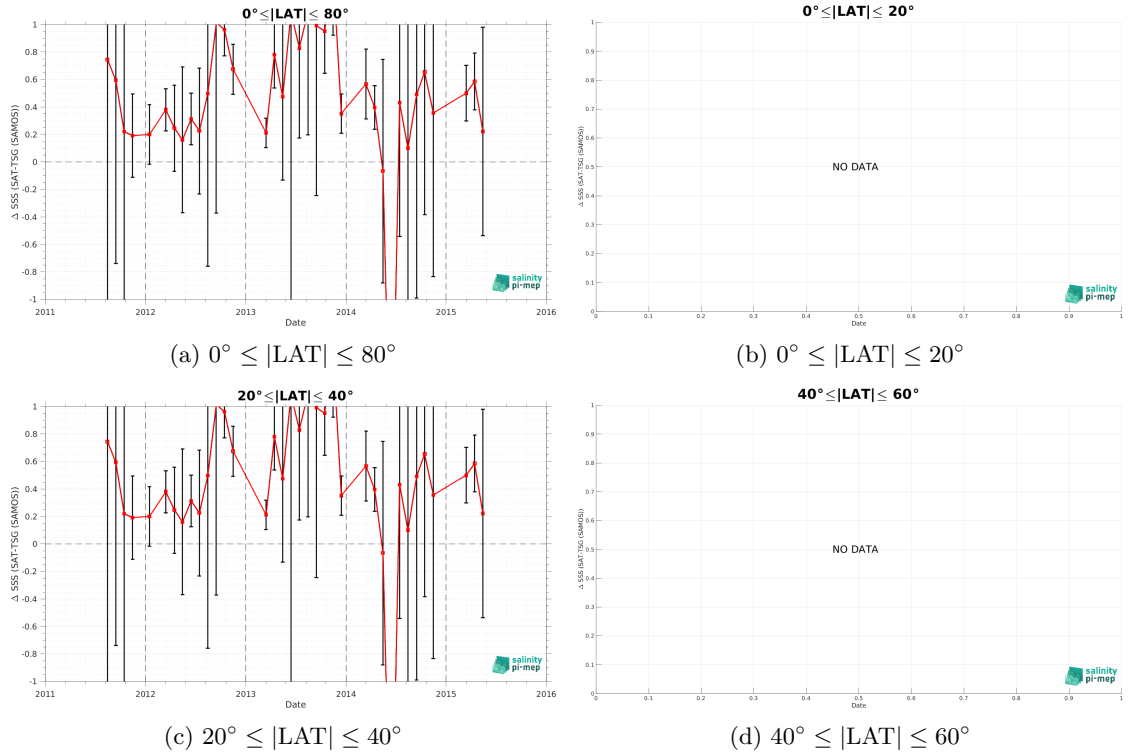 0°≤|LAT|≤ 80°
Δ SSS (SAT-TSG (SAMOS))
1
0.8
0.6
0.4
0.2
0
-0.2
-0.4
-0.6
-0.8
-1
2011 2012 2013 2014 2015 2016
Date
salinity
pi-mep
(a) 0° ≤ |LAT| ≤ 80°
0°≤|LAT|≤ 20°
Δ SSS (SAT-TSG (SAMOS))
1
0.9
0.8
0.7
0.6
0.5
0.4
0.3
0.2
0.1
0
NO DATA
0 0.1 0.2 0.3 0.4 0.5 0.6 0.7 0.8 0.9 1
Date
salinity
pi-mep
(b) 0° ≤ |LAT| ≤ 20°
20°≤|LAT|≤ 40°
Δ SSS (SAT-TSG (SAMOS))
1
0.8
0.6
0.4
0.2
0
-0.2
-0.4
-0.6
-0.8
-1
2011 2012 2013 2014 2015 2016
Date
salinity
pi-mep
(c) 20° ≤ |LAT| ≤ 40°
40°≤|LAT|≤ 60°
Δ SSS (SAT-TSG (SAMOS))
1
0.9
0.8
0.7
0.6
0.5
0.4
0.3
0.2
0.1
0
NO DATA
0 0.1 0.2 0.3 0.4 0.5 0.6 0.7 0.8 0.9 1
Date
salinity
pi-mep
(d) 40° ≤ |LAT| ≤ 60°